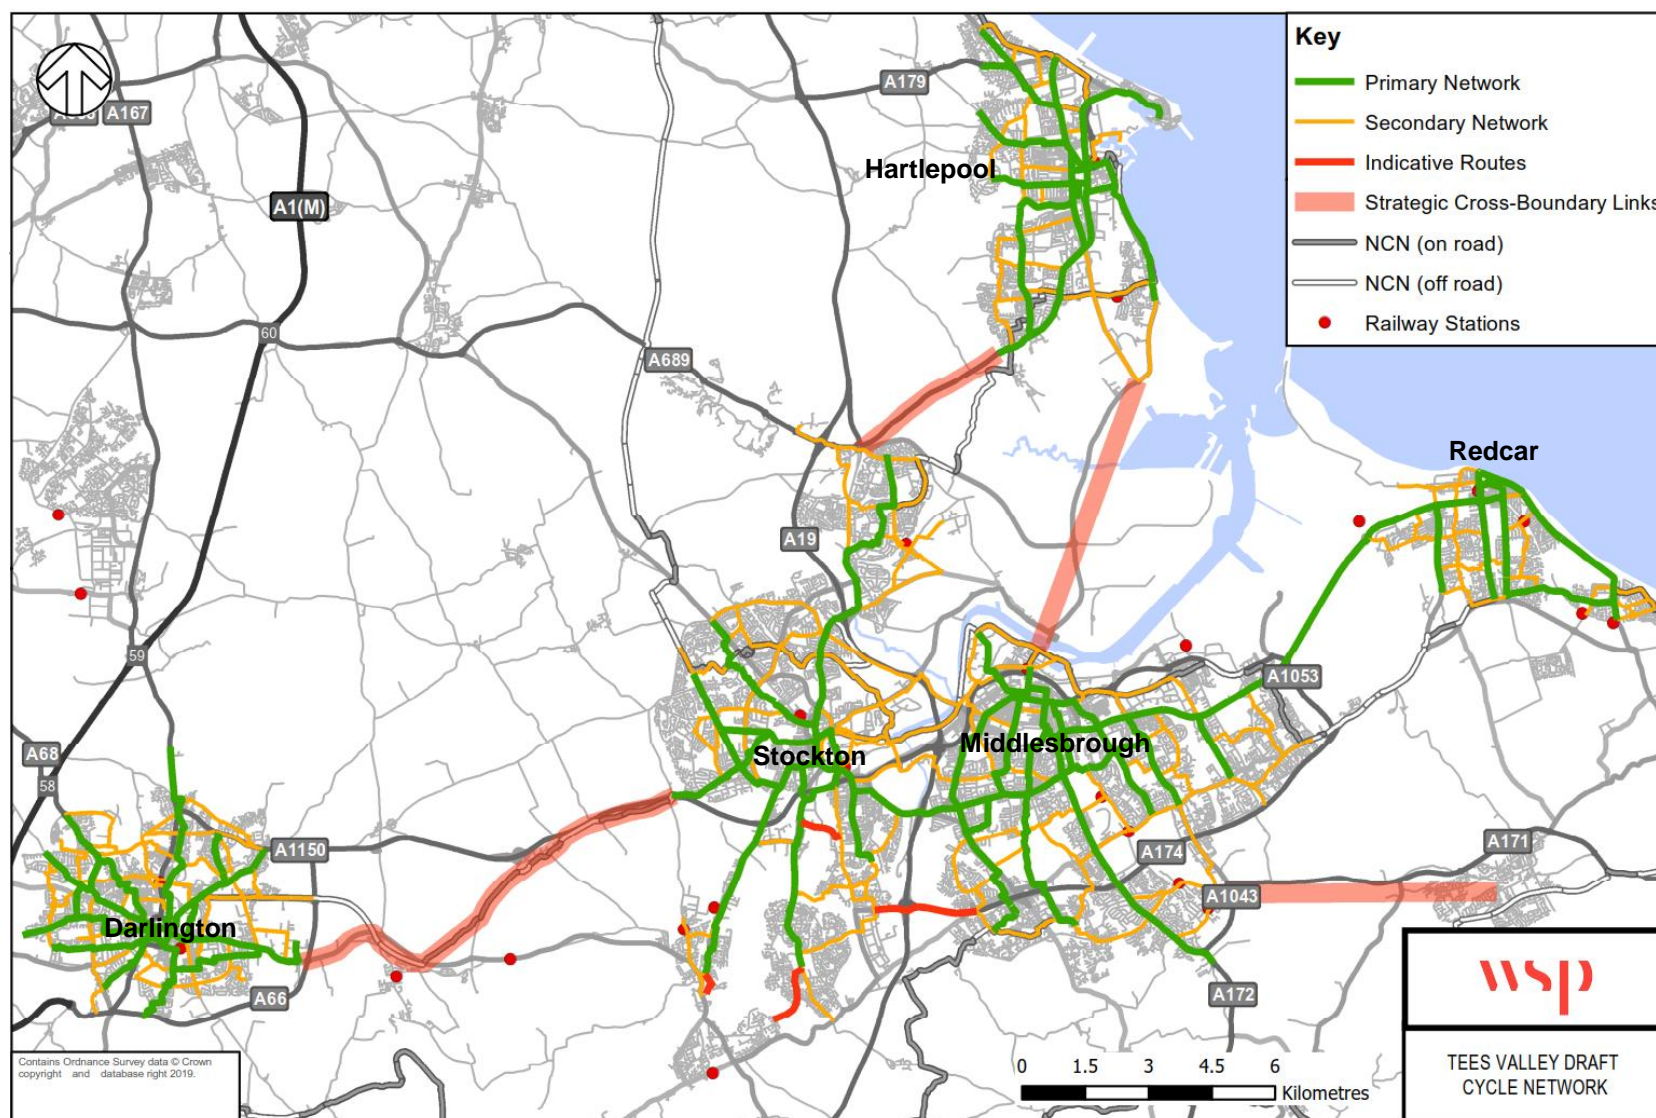 Key
Primary Network
Secondary Network
Indicative Routes
Strategic Cross-Boundary Links
NCN (on road)
NCN (off road)
Railway Stations
A179
A167
Hartlepool
A1(M)
60
A689
Redcar
A19
59
A1053
A68
Stockton
Middlesbrough
58
A1150
A174
A171
A1043
Darlington
A66
A172
wsp
Contains Ordnance Survey data © Crown
copyright and database right 2019.
0 1.5 3 4.5 6
Kilometres
TEES VALLEY DRAFT
CYCLE NETWORK